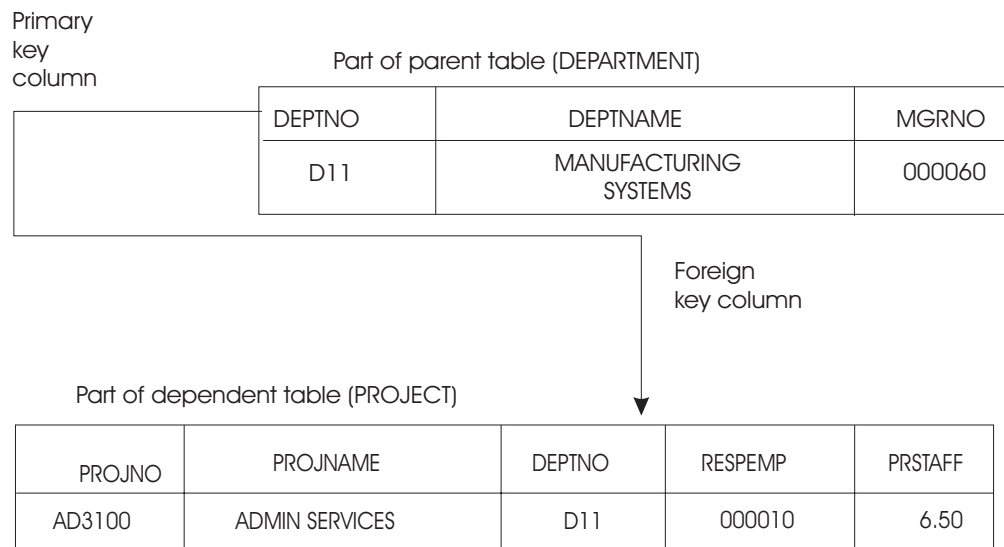 Primary
key
column
Part of parent table (DEPARTMENT)
DEPTNO DEPTNAME MGRNO
D11 MANUFACTURING SYSTEMS 000060
Foreign
key column
Part of dependent table (PROJECT)
PROJNO PROJNAME DEPTNO RESPEMP PRSTAFF
AD3100 ADMIN SERVICES D11 000010 6.50